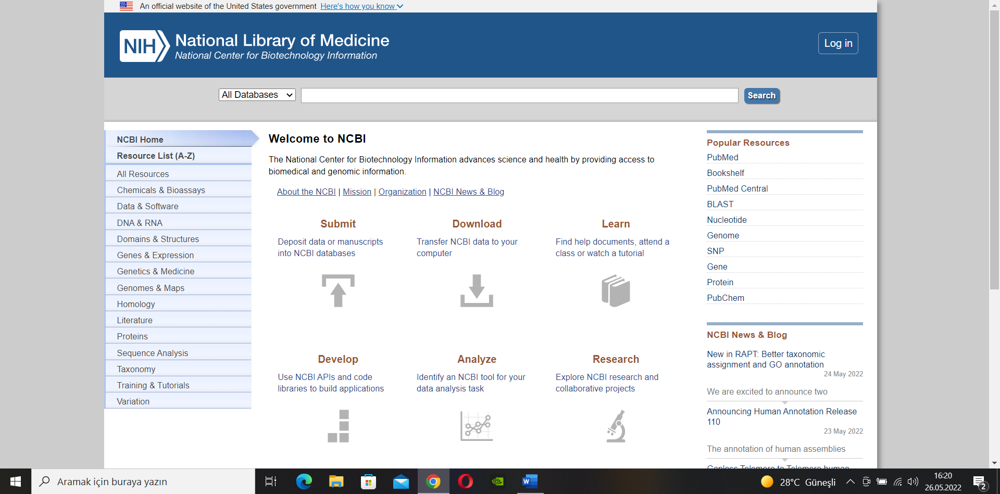 An official website of the United States government Here's how you know
NIH National Library of Medicine
National Center for Biotechnology Information
Log in
All Databases
Search
NCBI Home
Resource List (A-Z)
All Resources
Chemicals & Bioassays
Data & Software
DNA & RNA
Domains & Structures
Genes & Expression
Genetics & Medicine
Genomes & Maps
Homology
Literature
Proteins
Sequence Analysis
Taxonomy
Training & Tutorials
Variation
Welcome to NCBI
The National Center for Biotechnology Information advances science and health by providing access to
biomedical and genomic information.
About the NCBI | Mission | Organization | NCBI News & Blog
Submit
Deposit data or manuscripts
into NCBI databases
Download
Transfer NCBI data to your
computer
Learn
Find help documents, attend a
class or watch a tutorial
Develop
Use NCBI APIs and code
libraries to build applications
Analyze
Identify an NCBI tool for your
data analysis task
Research
Explore NCBI research and
collaborative projects
Popular Resources
PubMed
Bookshelf
PubMed Central
BLAST
Nucleotide
Genome
SNP
Gene
Protein
PubChem
NCBI News & Blog
New in RAPT: Better taxonomic
assignment and GO annotation
24 May 2022
We are excited to announce two
Announcing Human Annotation Release
110
23 May 2022
The annotation of human assemblies
Gapless Telomere to Telomere human
Aramak için buraya yazın
28°C Güneşli
16:20
26.05.2022
2